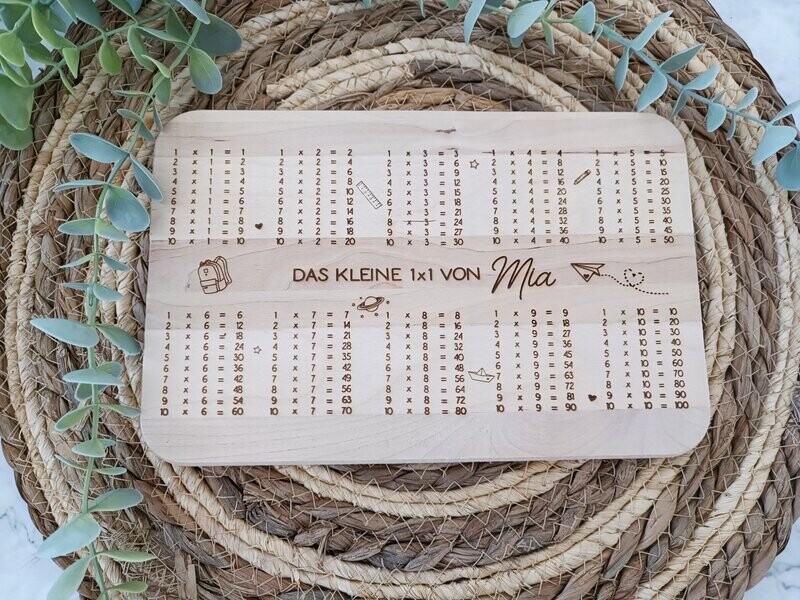 1 x 1 = 1 1 x 2 = 2 1 x 3 = 3 1 x 4 = 4 1 x 5 = 5
2 x 1 = 2 2 x 2 = 4 2 x 3 = 6 2 x 4 = 8 2 x 5 = 10
3 x 1 = 3 3 x 2 = 6 3 x 3 = 9 3 x 4 = 12 3 x 5 = 15
4 x 1 = 4 4 x 2 = 8 4 x 3 = 12 4 x 4 = 16 4 x 5 = 20
5 x 1 = 5 5 x 2 = 10 5 x 3 = 15 5 x 4 = 20 5 x 5 = 25
6 x 1 = 6 6 x 2 = 12 6 x 3 = 18 6 x 4 = 24 6 x 5 = 30
7 x 1 = 7 7 x 2 = 14 7 x 3 = 21 7 x 4 = 28 7 x 5 = 35
8 x 1 = 8 8 x 2 = 16 8 x 3 = 24 8 x 4 = 32 8 x 5 = 40
9 x 1 = 9 9 x 2 = 18 9 x 3 = 27 9 x 4 = 36 9 x 5 = 45
10 x 1 = 10 10 x 2 = 20 10 x 3 = 30 10 x 4 = 40 10 x 5 = 50
DAS KLEINE 1x1 VON Mia
1 x 6 = 6 1 x 7 = 7 1 x 8 = 8 1 x 9 = 9 1 x 10 = 10
2 x 6 = 12 2 x 7 = 14 2 x 8 = 16 2 x 9 = 18 2 x 10 = 20
3 x 6 = 18 3 x 7 = 21 3 x 8 = 24 3 x 9 = 27 3 x 10 = 30
4 x 6 = 24 4 x 7 = 28 4 x 8 = 32 4 x 9 = 36 4 x 10 = 40
5 x 6 = 30 5 x 7 = 35 5 x 8 = 40 5 x 9 = 45 5 x 10 = 50
6 x 6 = 36 6 x 7 = 42 6 x 8 = 48 6 x 9 = 54 6 x 10 = 60
7 x 6 = 42 7 x 7 = 49 7 x 8 = 56 7 x 9 = 63 7 x 10 = 70
8 x 6 = 48 8 x 7 = 56 8 x 8 = 64 8 x 9 = 72 8 x 10 = 80
9 x 6 = 54 9 x 7 = 63 9 x 8 = 72 9 x 9 = 81 9 x 10 = 90
10 x 6 = 60 10 x 7 = 70 10 x 8 = 80 10 x 9 = 90 10 x 10 = 100